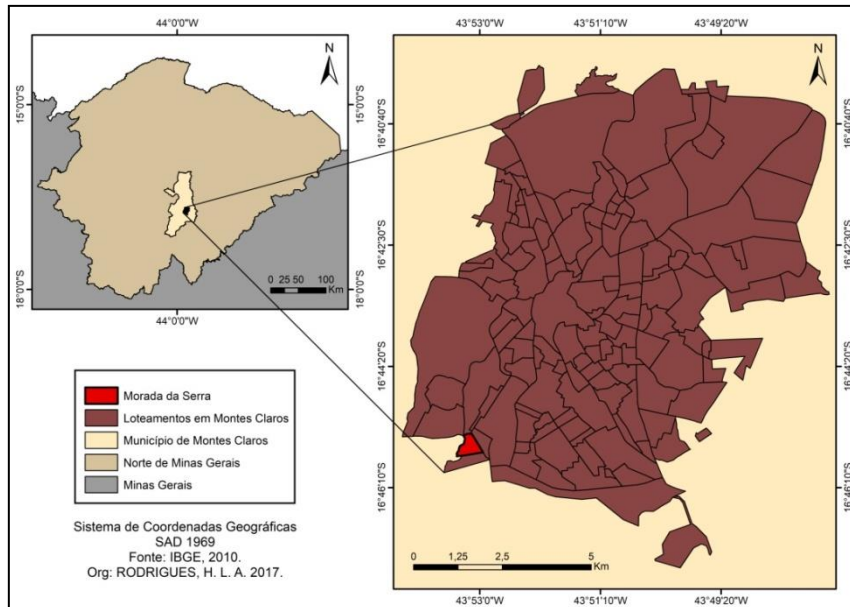 44°0'0"W
N
15°0'0"S
15°0'0"S
18°0'0"S
18°0'0"S
0 25 50 100
Km
44°0'0"W
Morada da Serra
Loteamentos em Montes Claros
Município de Montes Claros
Norte de Minas Gerais
Minas Gerais
Sistema de Coordenadas Geográficas
SAD 1969
Fonte: IBGE, 2010.
Org: RODRIGUES, H. L. A. 2017.
43°53'0"W 43°51'10"W 43°49'20"W
N
16°40'40"S
16°40'40"S
16°42'30"S
16°42'30"S
16°44'20"S
16°44'20"S
16°46'10"S
16°46'10"S
0 1,25 2,5 5
Km
43°53'0"W 43°51'10"W 43°49'20"W